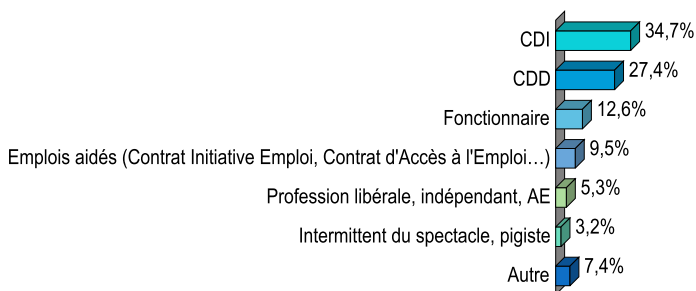 CDI 34,7%
CDD 27,4%
Fonctionnaire 12,6%
Emplois aidés (Contrat Initiative Emploi, Contrat d'Accès à l'Emploi…) 9,5%
Profession libérale, indépendant, AE 5,3%
Intermittent du spectacle, pigiste 3,2%
Autre 7,4%